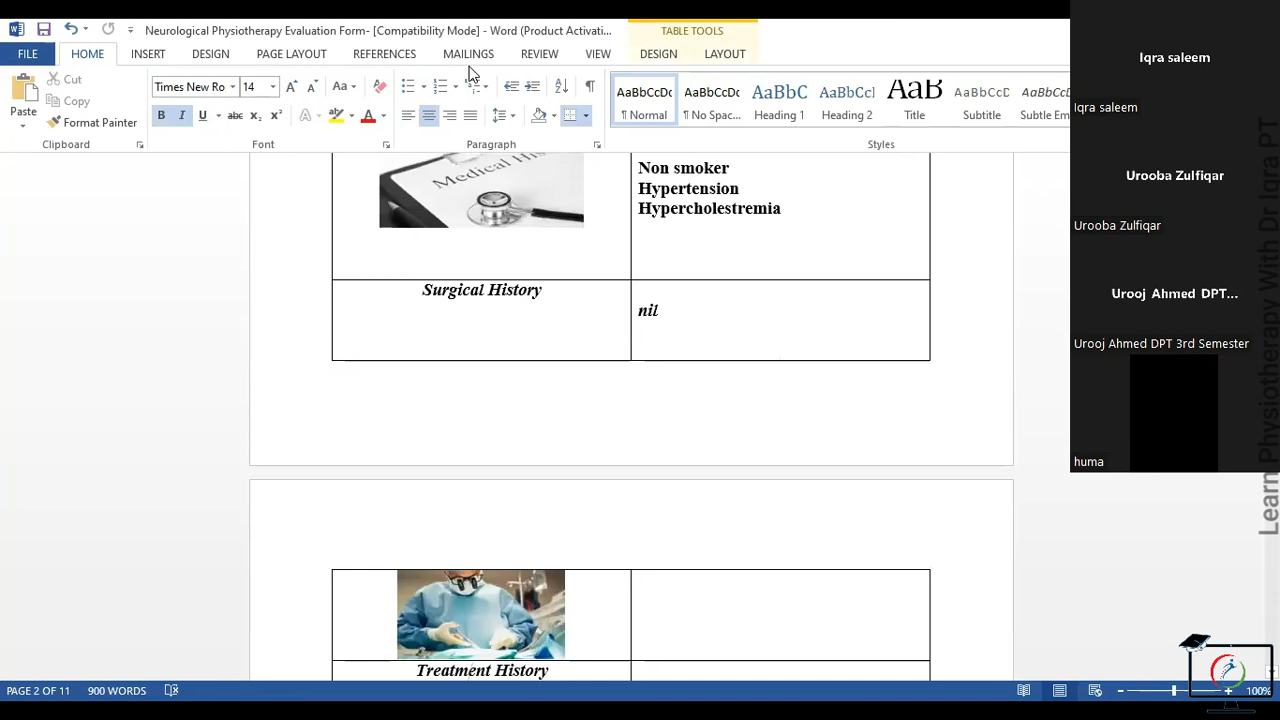 Neurological Physiotherapy Evaluation Form- [Compatibility Mode] - Word (Product Activati...
TABLE TOOLS
FILE HOME INSERT DESIGN PAGE LAYOUT REFERENCES MAILINGS REVIEW VIEW DESIGN LAYOUT
Paste
Cut
Copy
Format Painter
Clipboard
Times New Ro 14
Font
Paragraph
AaBbCcDc AaBbCcDc AaBbC AaBbCcC AaB AaBbCcD AaBbCcD
¶ Normal ¶ No Spac... Heading 1 Heading 2 Title Subtitle Subtle Em
Styles
Medical His
Non smoker
Hypertension
Hypercholestremia
Surgical History
nil
Treatment History
PAGE 2 OF 11 900 WORDS
100%
Iqra saleem
Iqra saleem
Urooba Zulfiqar
Urooba Zulfiqar
Urooj Ahmed DPT...
Urooj Ahmed DPT 3rd Semester
huma
Learn Physiotherapy With Dr Iqra PT